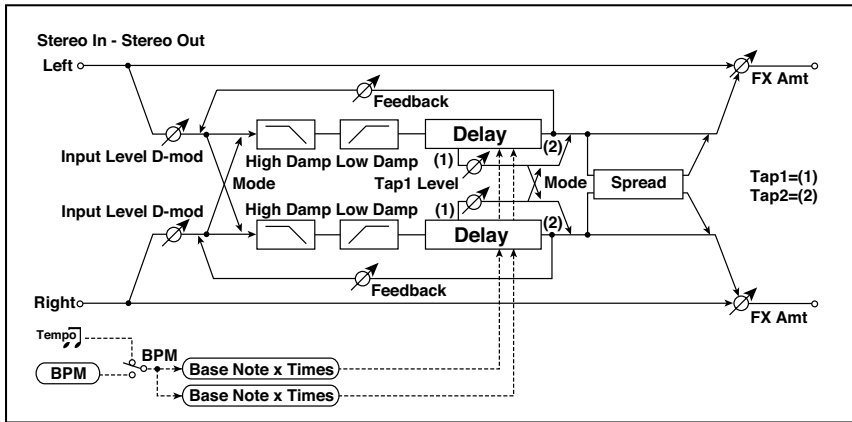 Stereo In - Stereo Out
Left
FX Amt
Feedback
Delay
Input Level D-mod
High Damp Low Damp
(1)
(2)
Tap1 Level
Mode
Mode
Spread
Tap1=(1)
Tap2=(2)
Input Level D-mod
High Damp Low Damp
(1)
(2)
Delay
Feedback
Right
FX Amt
Tempo
BPM
BPM
Base Note x Times
Base Note x Times